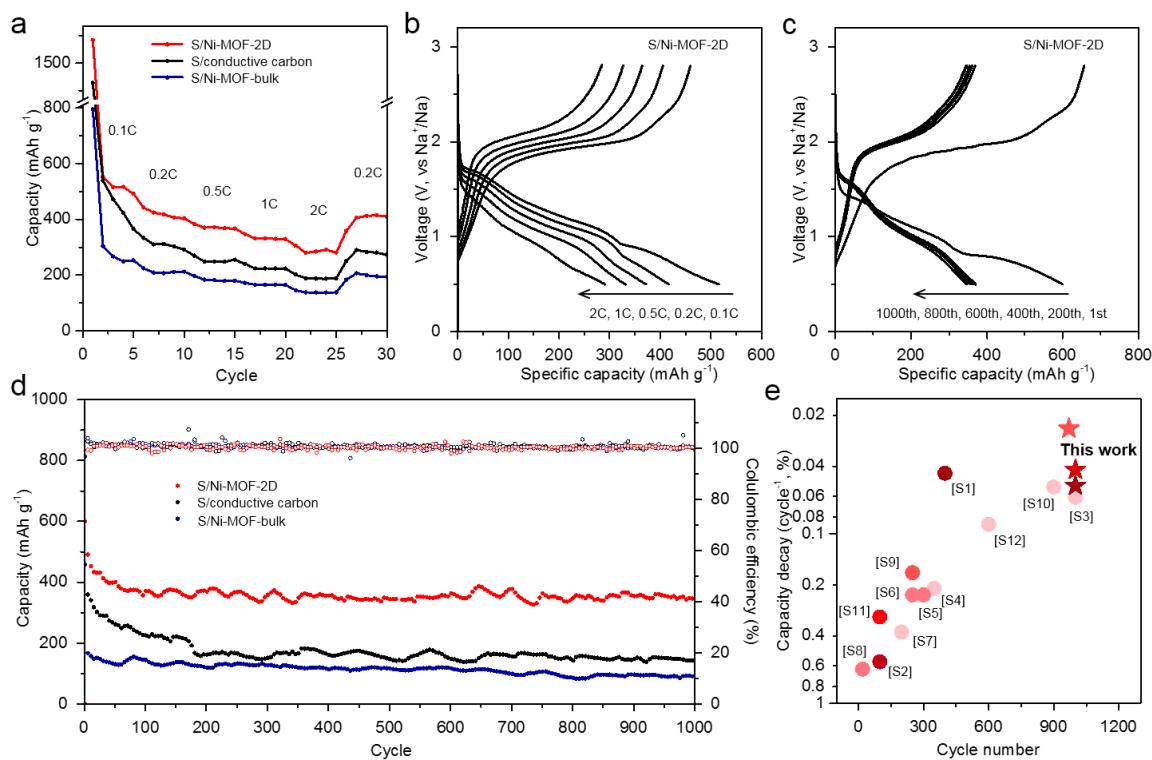 a
S/Ni-MOF-2D
S/conductive carbon
S/Ni-MOF-bulk
1500
800
600
400
200
0
0.1C
0.2C
0.5C
1C
2C
0.2C
0 5 10 15 20 25 30
Cycle
Capacity (mAh g⁻¹)
b
S/Ni-MOF-2D
3
2
1
0
0 100 200 300 400 500 600
2C, 1C, 0.5C, 0.2C, 0.1C
Specific capacity (mAh g⁻¹)
Voltage (V, vs Na⁺/Na)
c
S/Ni-MOF-2D
3
2
1
0
0 200 400 600 800
1000th, 800th, 600th, 400th, 200th, 1st
Specific capacity (mAh g⁻¹)
Voltage (V, vs Na⁺/Na)
d
1000
800
600
400
200
0
100
80
60
40
20
0
S/Ni-MOF-2D
S/conductive carbon
S/Ni-MOF-bulk
0 100 200 300 400 500 600 700 800 900 1000
Cycle
Capacity (mAh g⁻¹)
Colulombic efficiency (%)
e
0.02
0.04
0.06
0.08
0.1
0.2
0.4
0.6
0.8
1
This work
[S1]
[S10]
[S3]
[S12]
[S9]
[S6]
[S5]
[S4]
[S11]
[S7]
[S8]
[S2]
0 300 600 900 1200
Cycle number
Capacity decay (cycle⁻¹, %)